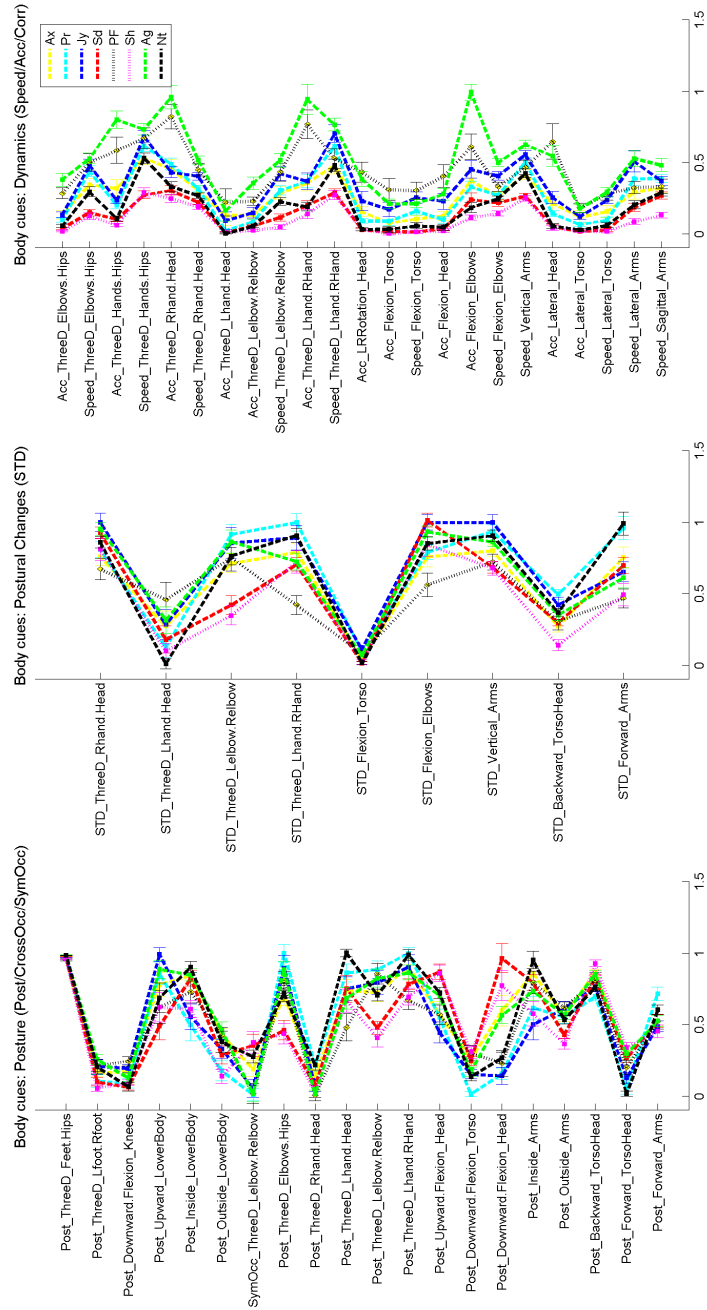 Body cues: Posture (Post/CrossOcc/SymOcc)
Post_ThreeD_Feet.Hips
Post_ThreeD_Lfoot.Rfoot
Post_Downward.Flexion_Knees
Post_Upward_LowerBody
Post_Inside_LowerBody
Post_Outside_LowerBody
SymOcc_ThreeD_Lelbow.Relbow
Post_ThreeD_Elbows.Hips
Post_ThreeD_Rhand.Head
Post_ThreeD_Lhand.Head
Post_ThreeD_Lelbow.Relbow
Post_ThreeD_Lhand.RHand
Post_Upward.Flexion_Head
Post_Downward.Flexion_Torso
Post_Downward.Flexion_Head
Post_Inside_Arms
Post_Outside_Arms
Post_Backward_TorsoHead
Post_Forward_TorsoHead
Post_Forward_Arms
0
0.5
1
1.5
Body cues: Postural Changes (STD)
STD_ThreeD_Rhand.Head
STD_ThreeD_Lhand.Head
STD_ThreeD_Lelbow.Relbow
STD_ThreeD_Lhand.RHand
STD_Flexion_Torso
STD_Flexion_Elbows
STD_Vertical_Arms
STD_Backward_TorsoHead
STD_Forward_Arms
0
0.5
1
1.5
Body cues: Dynamics (Speed/Acc/Corr)
Acc_ThreeD_Elbows.Hips
Speed_ThreeD_Elbows.Hips
Acc_ThreeD_Hands.Hips
Speed_ThreeD_Hands.Hips
Acc_ThreeD_Rhand.Head
Speed_ThreeD_Rhand.Head
Acc_ThreeD_Lhand.Head
Acc_ThreeD_Lelbow.Relbow
Speed_ThreeD_Lelbow.Relbow
Acc_ThreeD_Lhand.RHand
Speed_ThreeD_Lhand.RHand
Acc_LRRotation_Head
Acc_Flexion_Torso
Speed_Flexion_Torso
Acc_Flexion_Head
Acc_Flexion_Elbows
Speed_Flexion_Elbows
Speed_Vertical_Arms
Acc_Lateral_Head
Acc_Lateral_Torso
Speed_Lateral_Torso
Speed_Lateral_Arms
Speed_Sagittal_Arms
0
0.5
1
1.5
Ax
Pr
Jy
Sd
PF
Sh
Ag
Nt